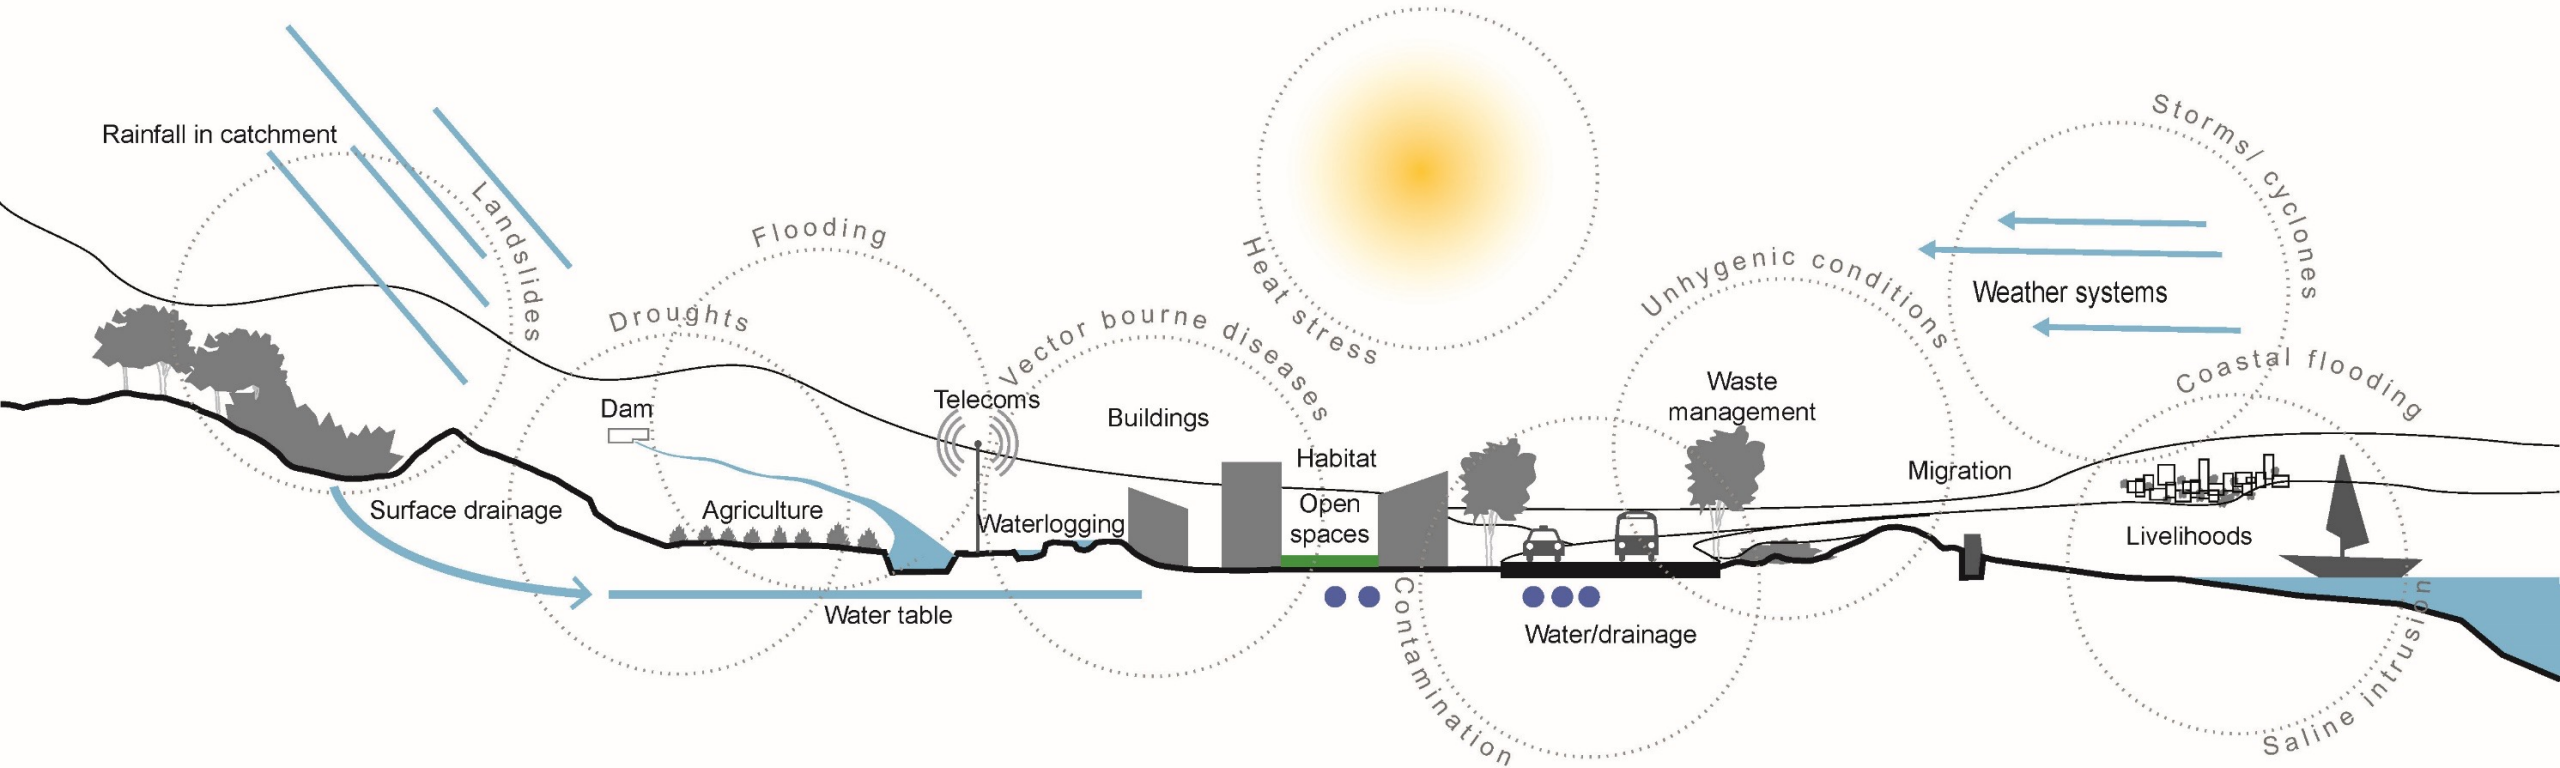 Rainfall in catchment
Landslides
Flooding
Droughts
Dam
Surface drainage
Agriculture
Water table
Telecoms
Waterlogging
Vector bourne diseases
Buildings
Habitat
Open
spaces
Heat stress
Contamination
Water/drainage
Unhygenic conditions
Waste
management
Migration
Storms/ cyclones
Weather systems
Coastal flooding
Livelihoods
Saline intrusion